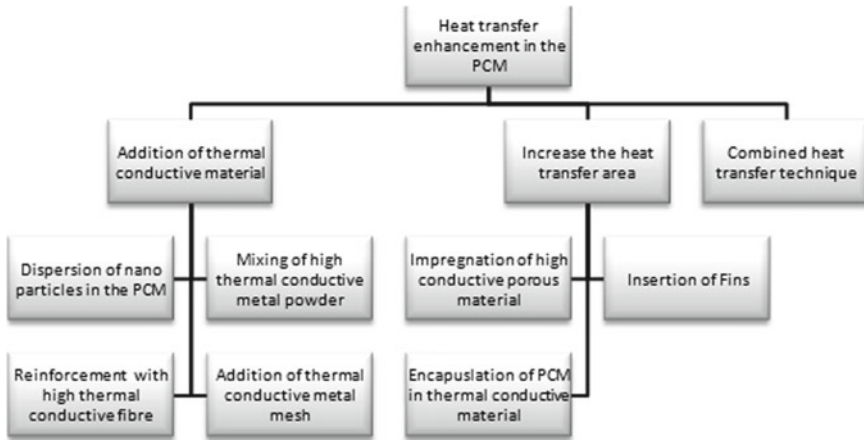 Heat transfer
enhancement in the
PCM
Addition of thermal
conductive material
Increase the heat
transfer area
Combined heat
transfer technique
Dispersion of nano
particles in the PCM
Mixing of high
thermal conductive
metal powder
Impregnation of high
conductive porous
material
Insertion of Fins
Reinforcement with
high thermal
conductive fibre
Addition of thermal
conductive metal
mesh
Encapuslation of PCM
in thermal conductive
material